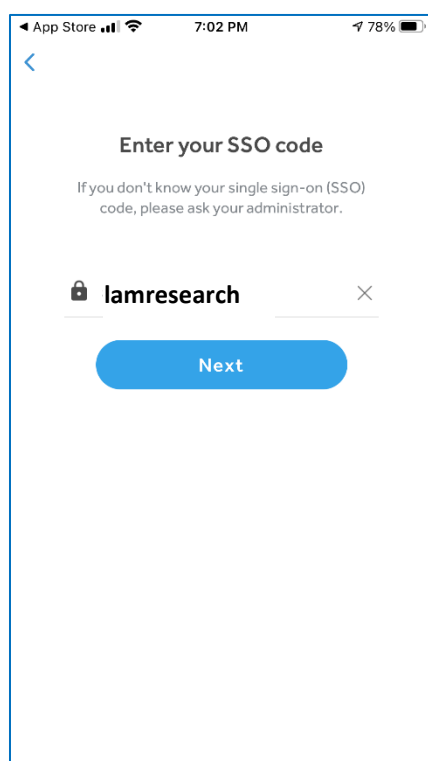 ◄ App Store 7:02 PM 78%
Enter your SSO code
If you don't know your single sign-on (SSO)
code, please ask your administrator.
lamresearch
Next